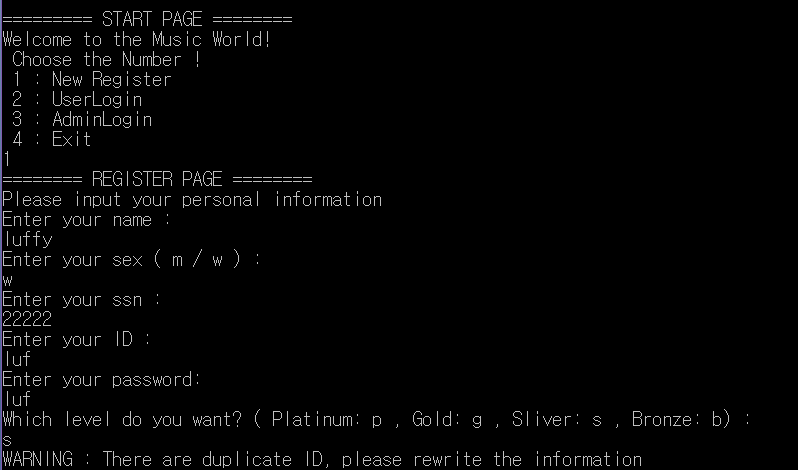 ========= START PAGE ========
Welcome to the Music World!
Choose the Number !
1 : New Register
2 : UserLogin
3 : AdminLogin
4 : Exit
1
======== REGISTER PAGE ========
Please input your personal information
Enter your name :
luffy
Enter your sex ( m / w ) :
w
Enter your ssn :
22222
Enter your ID :
luf
Enter your password:
luf
Which level do you want? ( Platinum: p , Gold: g , Sliver: s , Bronze: b) :
s
WARNING : There are duplicate ID, please rewrite the information